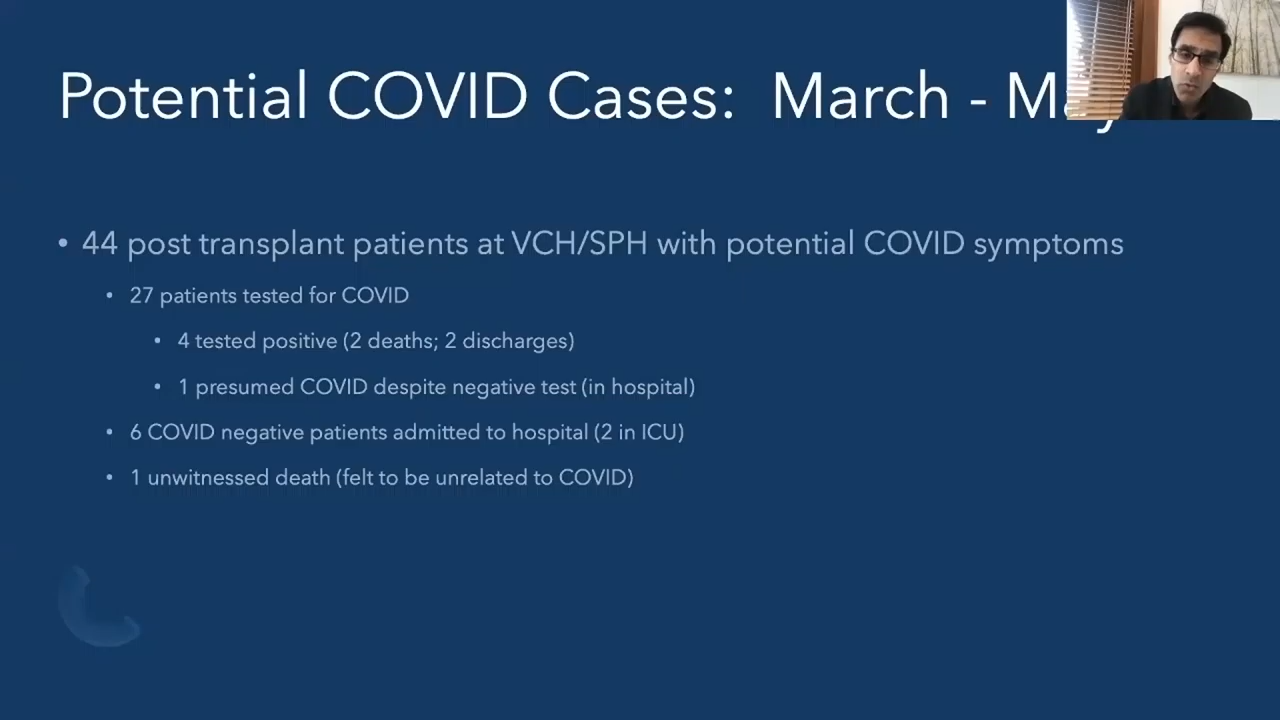 Potential COVID Cases: March - May
• 44 post transplant patients at VCH/SPH with potential COVID symptoms
• 27 patients tested for COVID
• 4 tested positive (2 deaths; 2 discharges)
• 1 presumed COVID despite negative test (in hospital)
• 6 COVID negative patients admitted to hospital (2 in ICU)
• 1 unwitnessed death (felt to be unrelated to COVID)